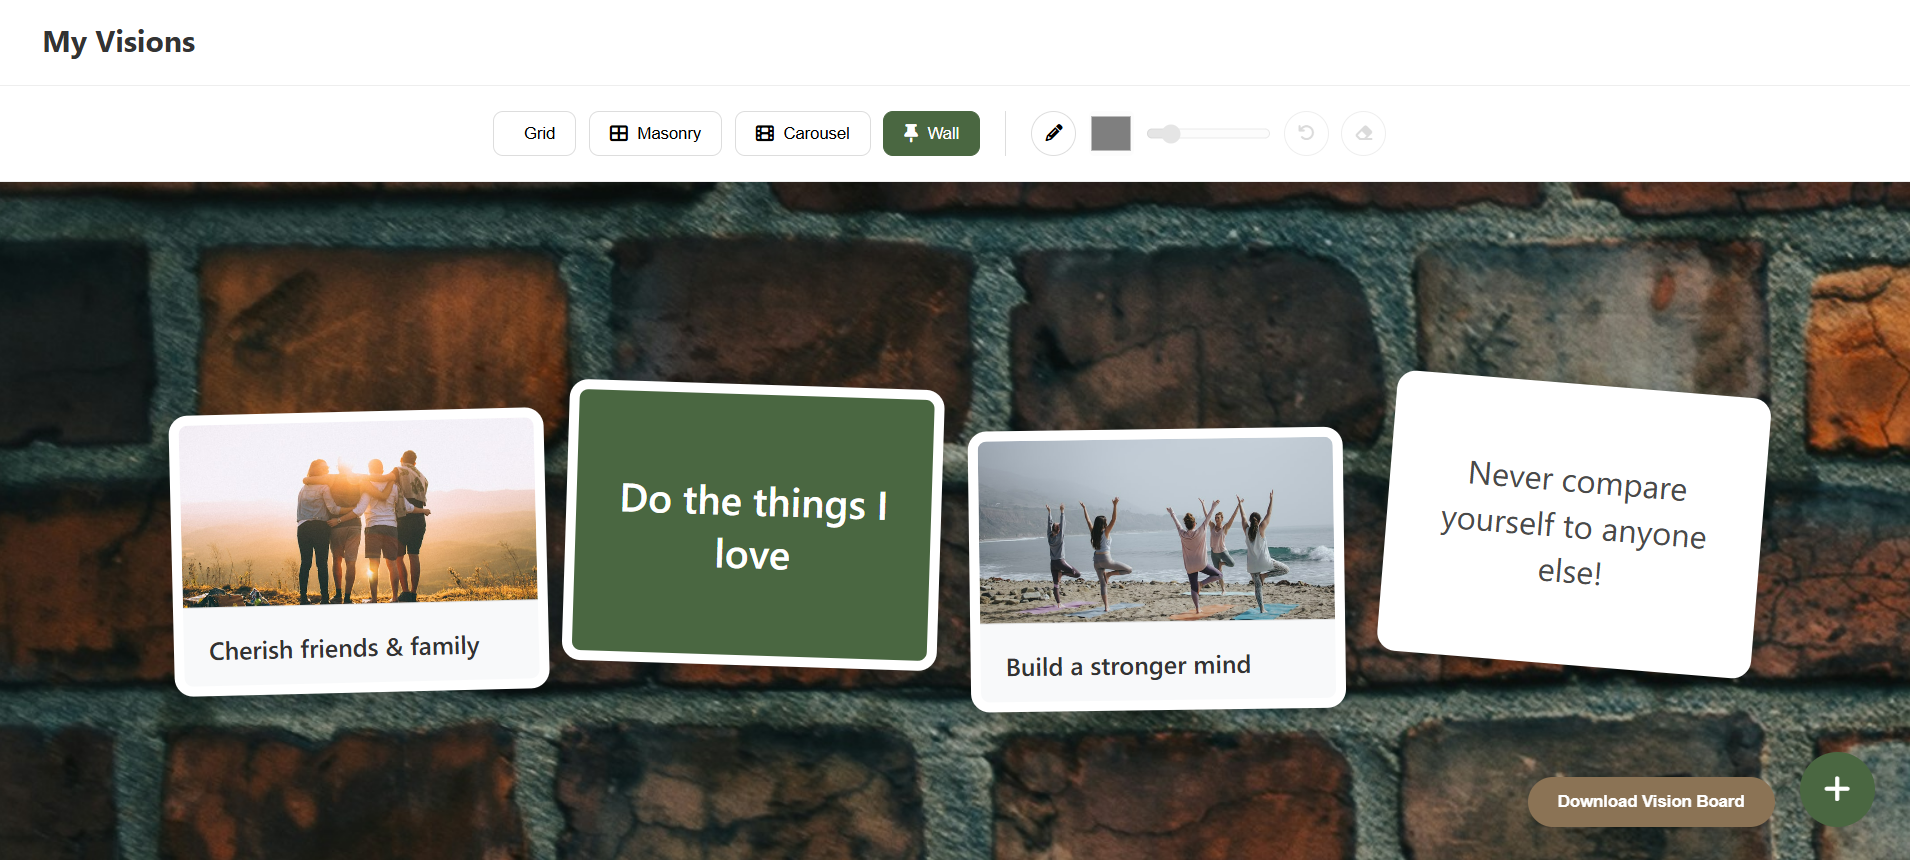 My Visions
Grid
Masonry
Carousel
Wall
Cherish friends & family
Do the things I
love
Build a stronger mind
Never compare
yourself to anyone
else!
Download Vision Board